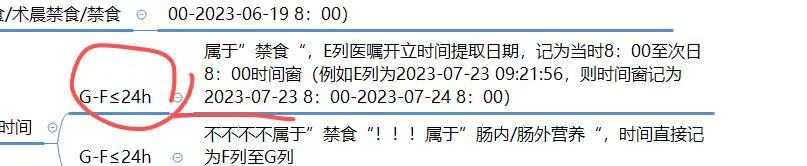 食/术晨禁食/禁食
00-2023-06-19 8：00）
属于”禁食“，E列医嘱开立时间提取日期，记为当时8：00至次日
8：00时间窗（例如E列为2023-07-23 09:21:56，则时间窗记为
2023-07-23 8：00-2023-07-24 8：00）
G-F≤24h
时间
不不不不属于”禁食“！！！属于”肠内/肠外营养“，时间直接记
为F列至G列
G-F≤24h